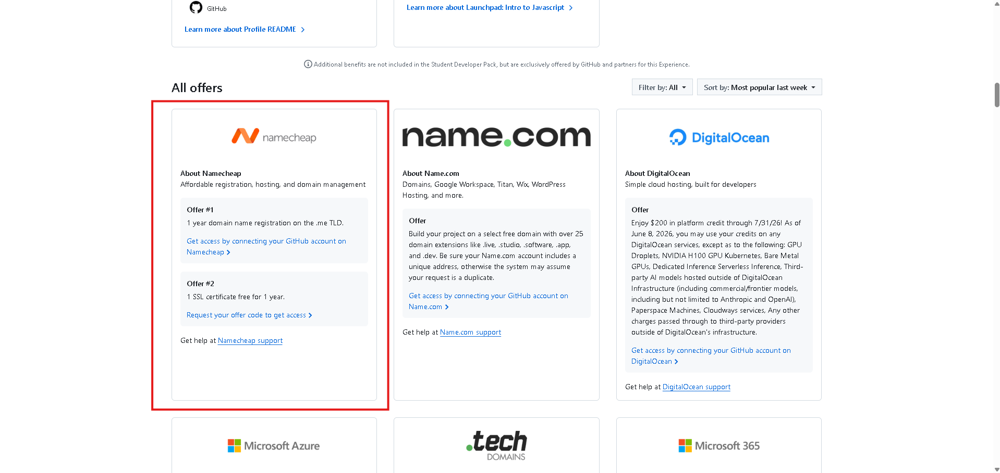 GitHub
Learn more about Profile README
Learn more about Launchpad: Intro to Javascript
Additional benefits are not included in the Student Developer Pack, but are exclusively offered by GitHub and partners for this Experience.
All offers
Filter by: All
Sort by: Most popular last week
namecheap
About Namecheap
Affordable registration, hosting, and domain management
Offer #1
1 year domain name registration on the .me TLD.
Get access by connecting your GitHub account on
Namecheap
Offer #2
1 SSL certificate free for 1 year.
Request your offer code to get access
Get help at Namecheap support
name.com
About Name.com
Domains, Google Workspace, Titan, Wix, WordPress
Hosting, and more.
Offer
Build your project on a select free domain with over 25
domain extensions like .live, .studio, .software, .app,
and .dev. Be sure your Name.com account includes a
unique address, otherwise the system may assume
your request is a duplicate.
Get access by connecting your GitHub account on
Name.com
Get help at Name.com support
DigitalOcean
About DigitalOcean
Simple cloud hosting, built for developers
Offer
Enjoy $200 in platform credit through 7/31/26! As of
June 8, 2026, you may use your credits on any
DigitalOcean services, except as to the following: GPU
Droplets, NVIDIA H100 GPU Kubernetes, Bare Metal
GPUs, Dedicated Inference Serverless Inference, Third-
party AI models hosted outside of DigitalOcean
Infrastructure (including commercial/frontier models,
including but not limited to Anthropic and OpenAI),
Paperspace Machines, Cloudways services, Any other
charges passed through to third-party providers
outside of DigitalOcean's infrastructure.
Get access by connecting your GitHub account on
DigitalOcean
Get help at DigitalOcean support
Microsoft Azure
.tech
DOMAINS
Microsoft 365